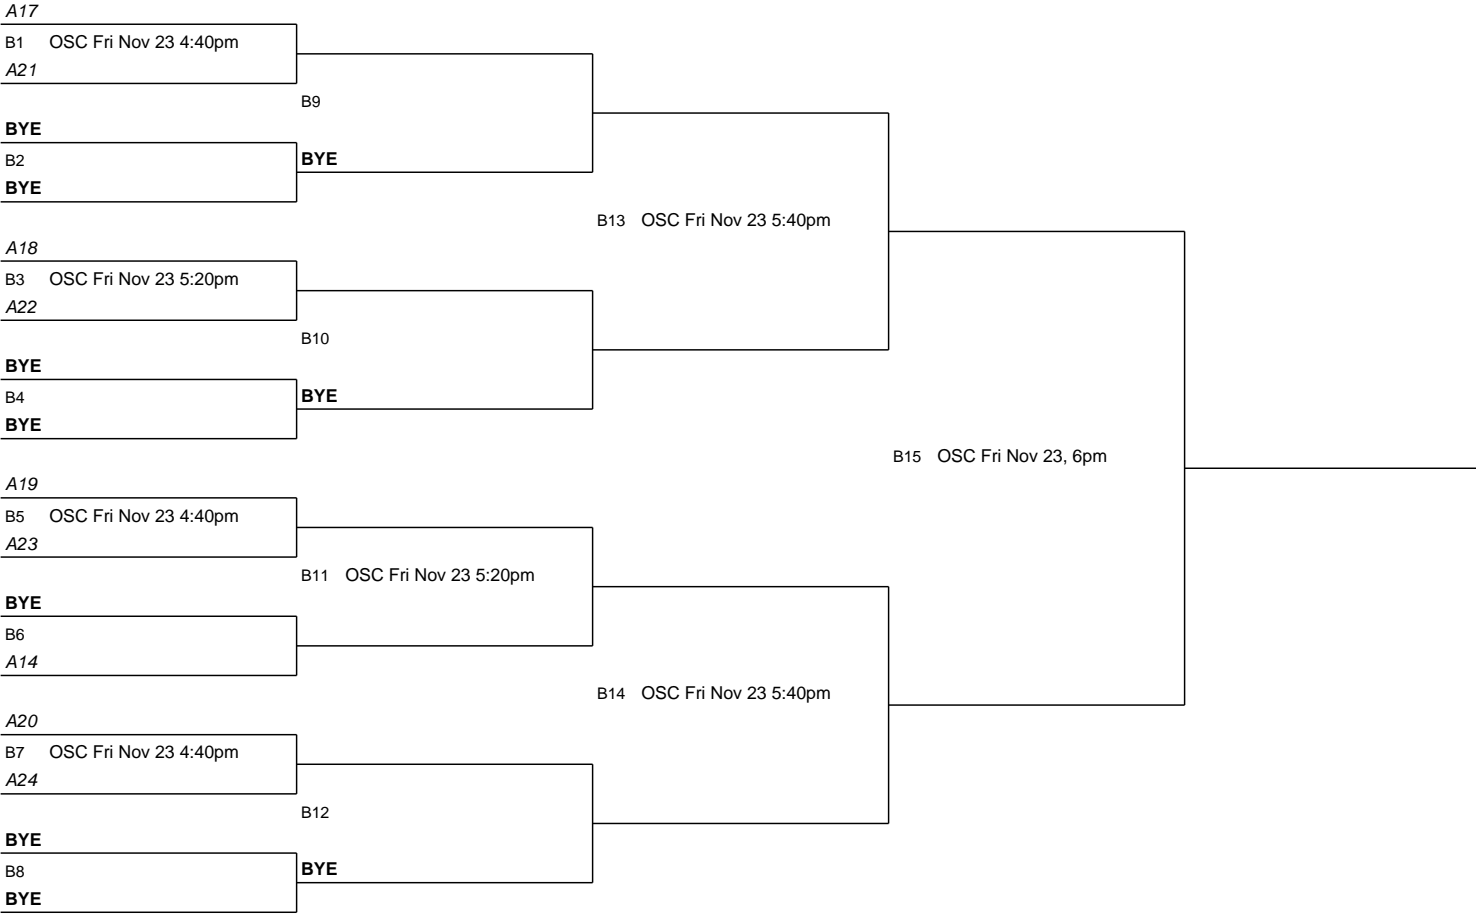 A17
B1 OSC Fri Nov 23 4:40pm
A21
B9
BYE
B2
BYE
BYE
B13 OSC Fri Nov 23 5:40pm
A18
B3 OSC Fri Nov 23 5:20pm
A22
B10
BYE
B4
BYE
BYE
B15 OSC Fri Nov 23, 6pm
A19
B5 OSC Fri Nov 23 4:40pm
A23
B11 OSC Fri Nov 23 5:20pm
BYE
B6
A14
B14 OSC Fri Nov 23 5:40pm
A20
B7 OSC Fri Nov 23 4:40pm
A24
B12
BYE
B8
BYE
BYE